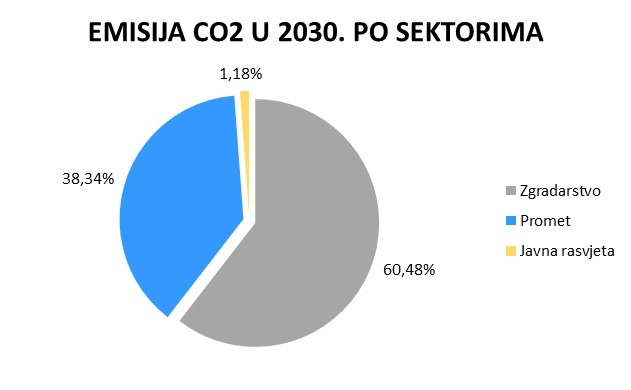 EMISIJA CO2 U 2030. PO SEKTORIMA
1,18%
38,34%
60,48%
Zgradarstvo
Promet
Javna rasvjeta